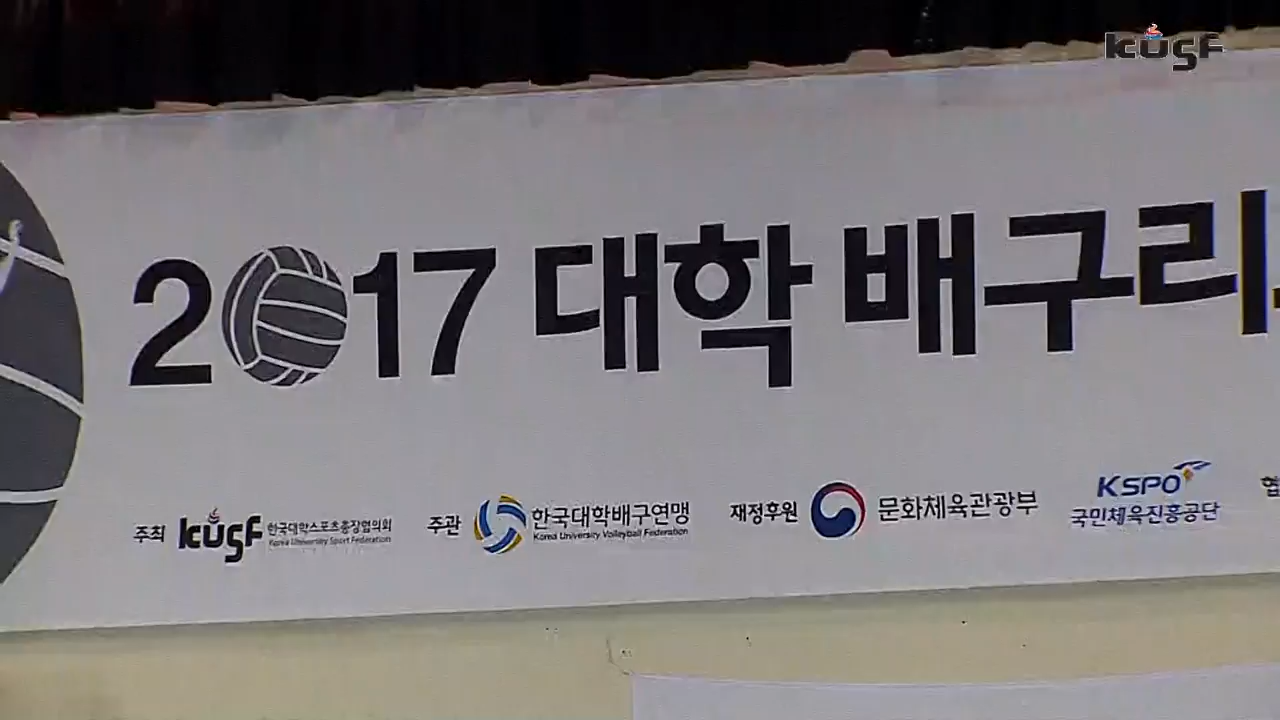 KUSF
2017 대학 배구리
주최 KUSF 한국대학스포츠총장협의회
Korea University Sport Federation
주관 한국대학배구연맹
Korea University Volleyball Federation
재정후원 문화체육관광부
KSPO
국민체육진흥공단
협